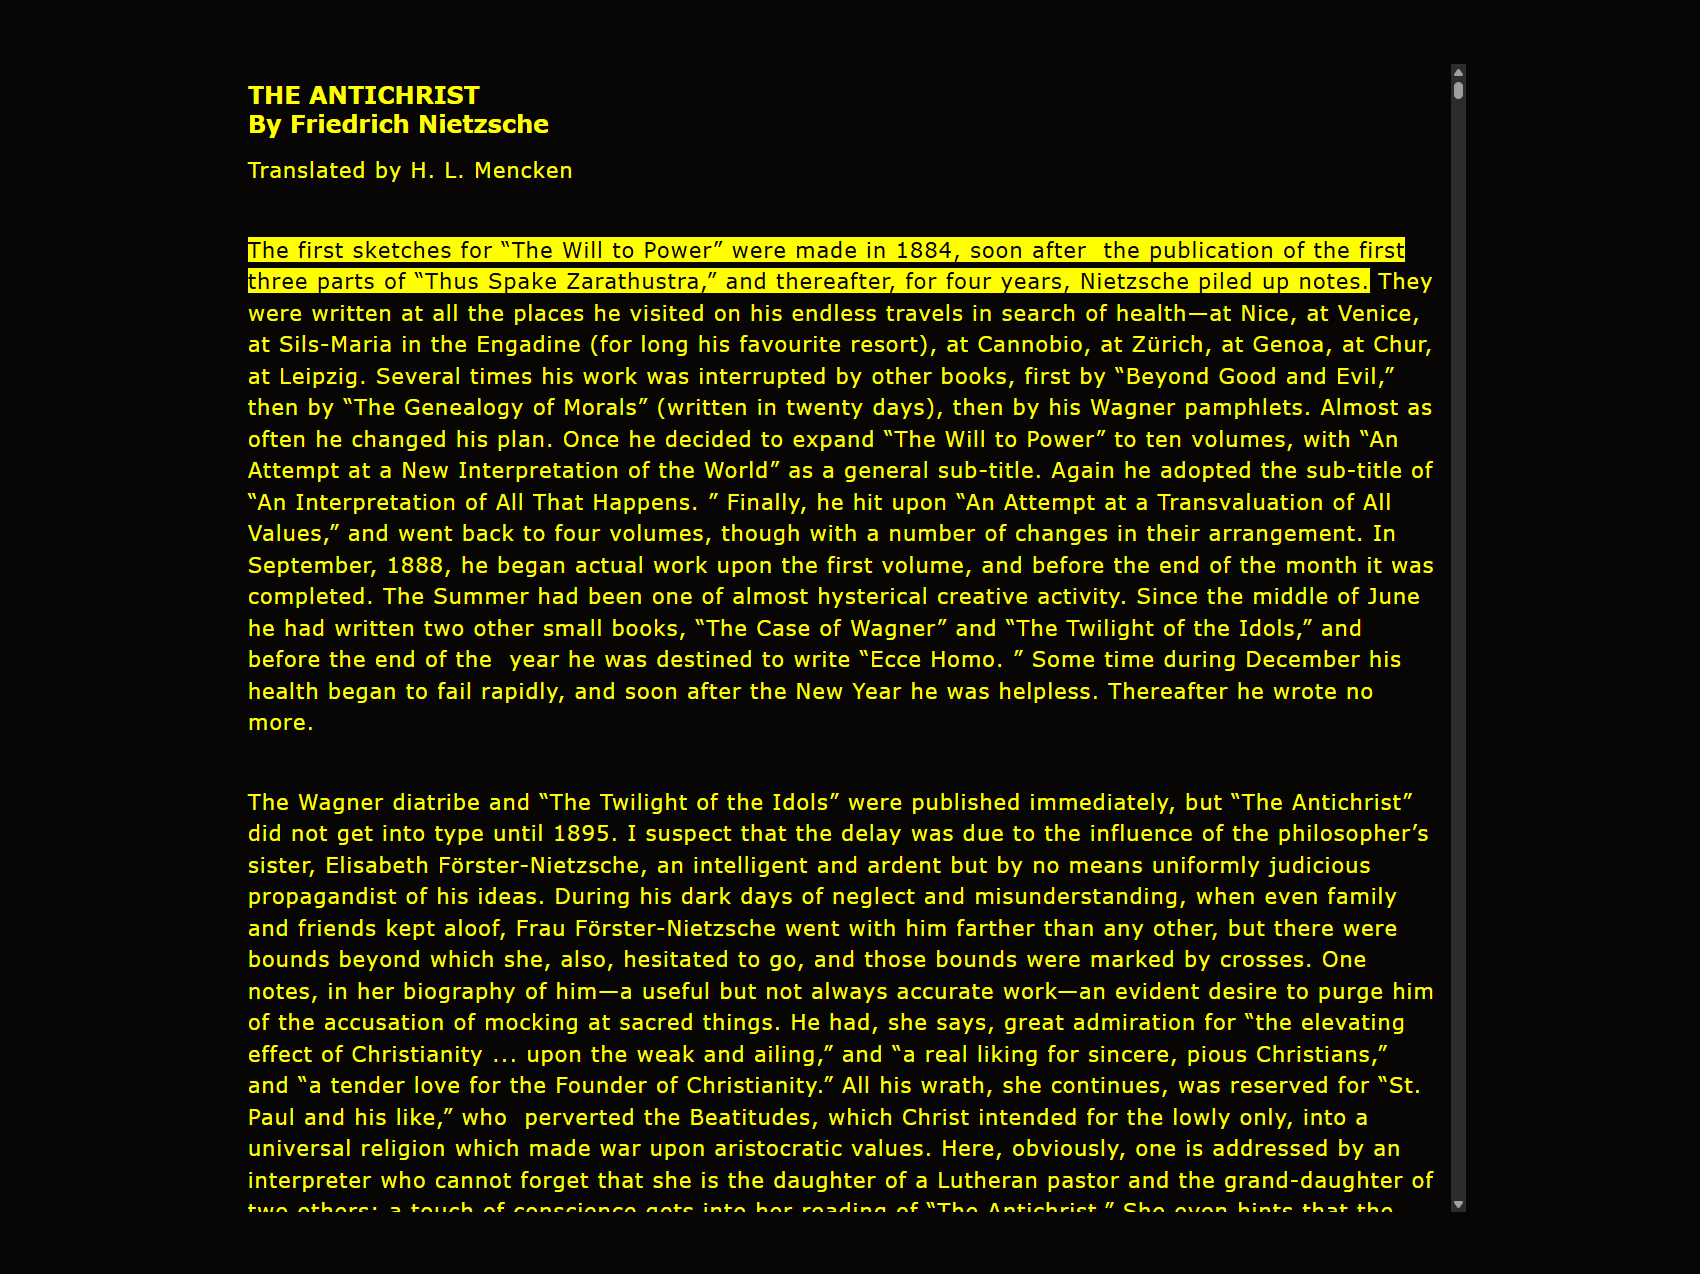 THE ANTICHRIST
By Friedrich Nietzsche
Translated by H. L. Mencken
The first sketches for “The Will to Power” were made in 1884, soon after  the publication of the first
three parts of “Thus Spake Zarathustra,” and thereafter, for four years, Nietzsche piled up notes. They
were written at all the places he visited on his endless travels in search of health—at Nice, at Venice,
at Sils-Maria in the Engadine (for long his favourite resort), at Cannobio, at Zürich, at Genoa, at Chur,
at Leipzig. Several times his work was interrupted by other books, first by “Beyond Good and Evil,”
then by “The Genealogy of Morals” (written in twenty days), then by his Wagner pamphlets. Almost as
often he changed his plan. Once he decided to expand “The Will to Power” to ten volumes, with “An
Attempt at a New Interpretation of the World” as a general sub-title. Again he adopted the sub-title of
“An Interpretation of All That Happens. ” Finally, he hit upon “An Attempt at a Transvaluation of All
Values,” and went back to four volumes, though with a number of changes in their arrangement. In
September, 1888, he began actual work upon the first volume, and before the end of the month it was
completed. The Summer had been one of almost hysterical creative activity. Since the middle of June
he had written two other small books, “The Case of Wagner” and “The Twilight of the Idols,” and
before the end of the  year he was destined to write “Ecce Homo. ” Some time during December his
health began to fail rapidly, and soon after the New Year he was helpless. Thereafter he wrote no
more.
The Wagner diatribe and “The Twilight of the Idols” were published immediately, but “The Antichrist”
did not get into type until 1895. I suspect that the delay was due to the influence of the philosopher’s
sister, Elisabeth Förster-Nietzsche, an intelligent and ardent but by no means uniformly judicious
propagandist of his ideas. During his dark days of neglect and misunderstanding, when even family
and friends kept aloof, Frau Förster-Nietzsche went with him farther than any other, but there were
bounds beyond which she, also, hesitated to go, and those bounds were marked by crosses. One
notes, in her biography of him—a useful but not always accurate work—an evident desire to purge him
of the accusation of mocking at sacred things. He had, she says, great admiration for “the elevating
effect of Christianity ... upon the weak and ailing,” and “a real liking for sincere, pious Christians,”
and “a tender love for the Founder of Christianity.” All his wrath, she continues, was reserved for “St.
Paul and his like,” who  perverted the Beatitudes, which Christ intended for the lowly only, into a
universal religion which made war upon aristocratic values. Here, obviously, one is addressed by an
interpreter who cannot forget that she is the daughter of a Lutheran pastor and the grand-daughter of
two others; a touch of conscience gets into her reading of “The Antichrist.” She even hints that the